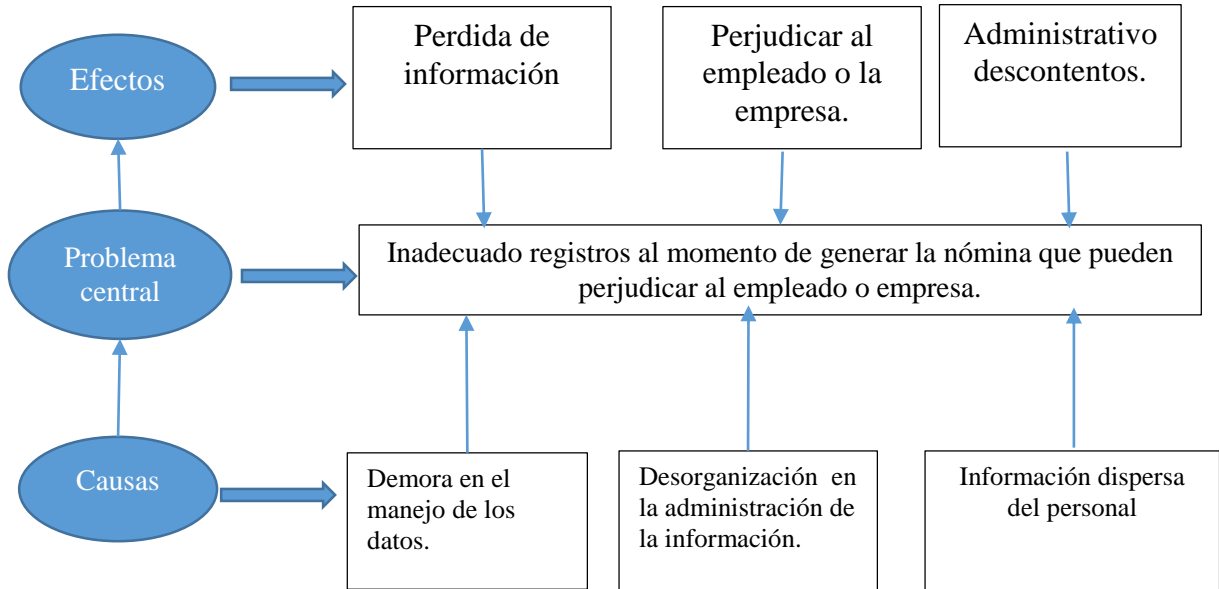 Efectos
Perdida de
información
Perjudicar al
empleado o la
empresa.
Administrativo
descontentos.
Problema
central
Inadecuado registros al momento de generar la nómina que pueden
perjudicar al empleado o empresa.
Causas
Demora en el
manejo de los
datos.
Desorganización en
la administración de
la información.
Información dispersa
del personal